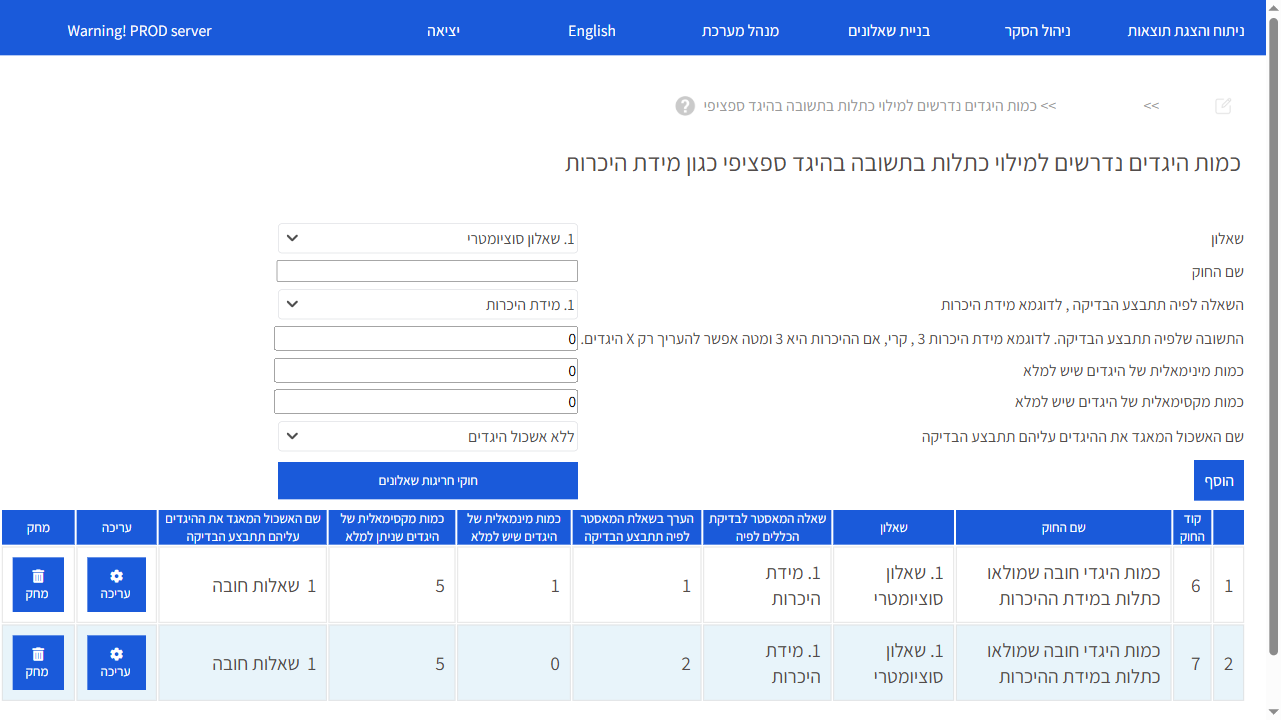 ניתוח והצגת תוצאות ניהול הסקר בניית שאלונים מנהל מערכת English יציאה Warning! PROD server
>> >> כמות היגדים נדרשים למילוי כתלות בתשובה בהיגד ספציפי ?
כמות היגדים נדרשים למילוי כתלות בתשובה בהיגד ספציפי כגון מידת היכרות
שאלון 1. שאלון סוציומטרי
שם החוק
השאלה לפיה תתבצע הבדיקה , לדוגמא מידת היכרות 1. מידת היכרות
התשובה שלפיה תתבצע הבדיקה. לדוגמא מידת היכרות 3 , קרי, אם ההיכרות היא 3 ומטה אפשר להעריך רק X היגדים. 0
כמות מינימאלית של היגדים שיש למלא 0
כמות מקסימאלית של היגדים שיש למלא 0
שם האשכול המאגד את ההיגדים עליהם תתבצע הבדיקה ללא אשכול היגדים
הוסף חוקי חריגות שאלונים
קוד החוק שם החוק שאלון שאלה המאסטר לבדיקת הכללים לפיה הערך בשאלת המאסטר לפיה תתבצע הבדיקה כמות מינמאלית של היגדים שיש למלא כמות מקסימאלית של היגדים שניתן למלא שם האשכול המאגד את ההיגדים עליהם תתבצע הבדיקה עריכה מחק
1 6 כמות היגדי חובה שמולאו כתלות במידת ההיכרות 1. שאלון סוציומטרי 1. מידת היכרות 1 1 5 1 שאלות חובה עריכה מחק
2 7 כמות היגדי חובה שמולאו כתלות במידת ההיכרות 1. שאלון סוציומטרי 1. מידת היכרות 2 0 5 1 שאלות חובה עריכה מחק